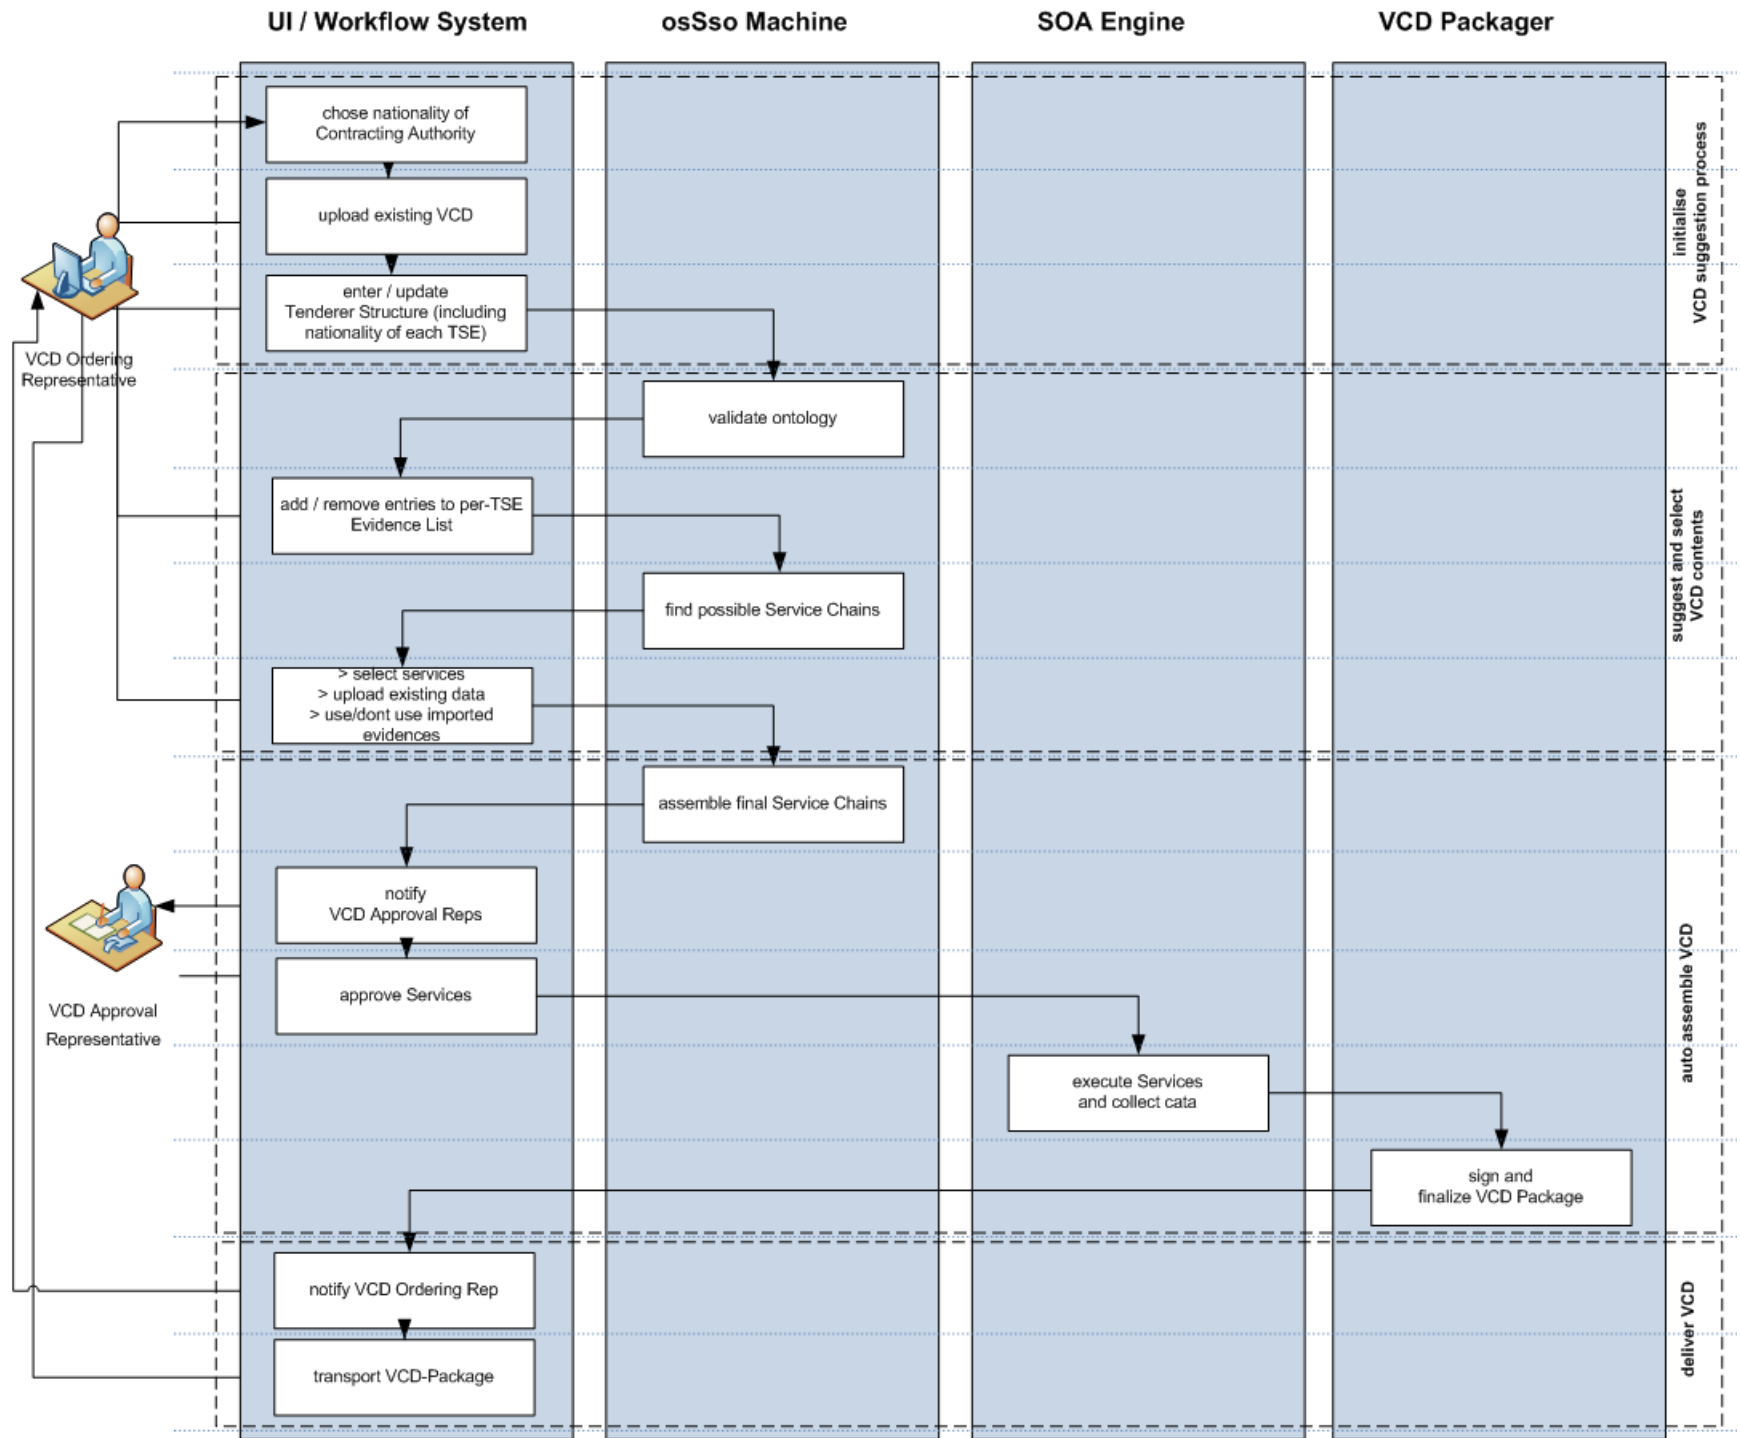 UI / Workflow System
osSso Machine
SOA Engine
VCD Packager
chose nationality of
Contracting Authority
upload existing VCD
enter / update
Tenderer Structure (including
nationality of each TSE)
initialise
VCD suggestion process
VCD Ordering
Representative
validate ontology
add / remove entries to per-TSE
Evidence List
find possible Service Chains
> select services
> upload existing data
> use/dont use imported
evidences
suggest and select
VCD contents
assemble final Service Chains
notify
VCD Approval Reps
approve Services
VCD Approval
Representative
execute Services
and collect cata
sign and
finalize VCD Package
auto assemble VCD
notify VCD Ordering Rep
transport VCD-Package
deliver VCD